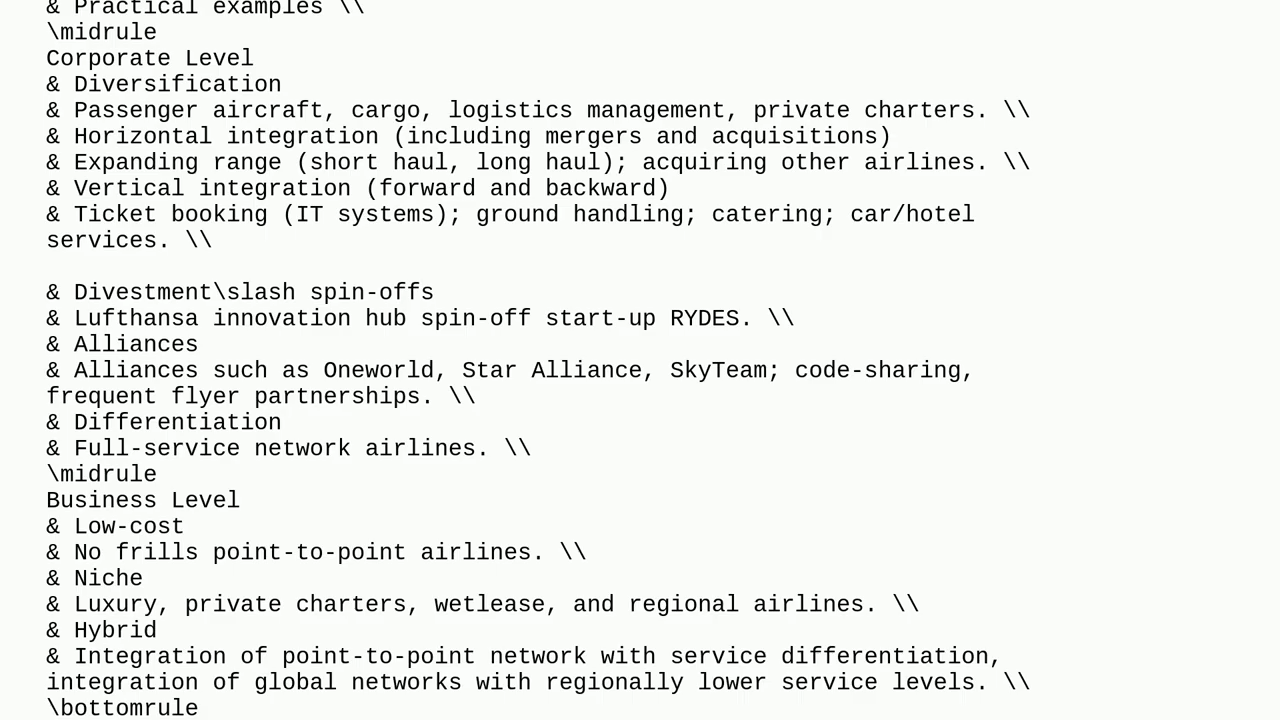 & Practical examples \\
\midrule
Corporate Level
& Diversification
& Passenger aircraft, cargo, logistics management, private charters. \\
& Horizontal integration (including mergers and acquisitions)
& Expanding range (short haul, long haul); acquiring other airlines. \\
& Vertical integration (forward and backward)
& Ticket booking (IT systems); ground handling; catering; car/hotel
services. \\
& Divestment\slash spin-offs
& Lufthansa innovation hub spin-off start-up RYDES. \\
& Alliances
& Alliances such as Oneworld, Star Alliance, SkyTeam; code-sharing,
frequent flyer partnerships. \\
& Differentiation
& Full-service network airlines. \\
\midrule
Business Level
& Low-cost
& No frills point-to-point airlines. \\
& Niche
& Luxury, private charters, wetlease, and regional airlines. \\
& Hybrid
& Integration of point-to-point network with service differentiation,
integration of global networks with regionally lower service levels. \\
\bottomrule